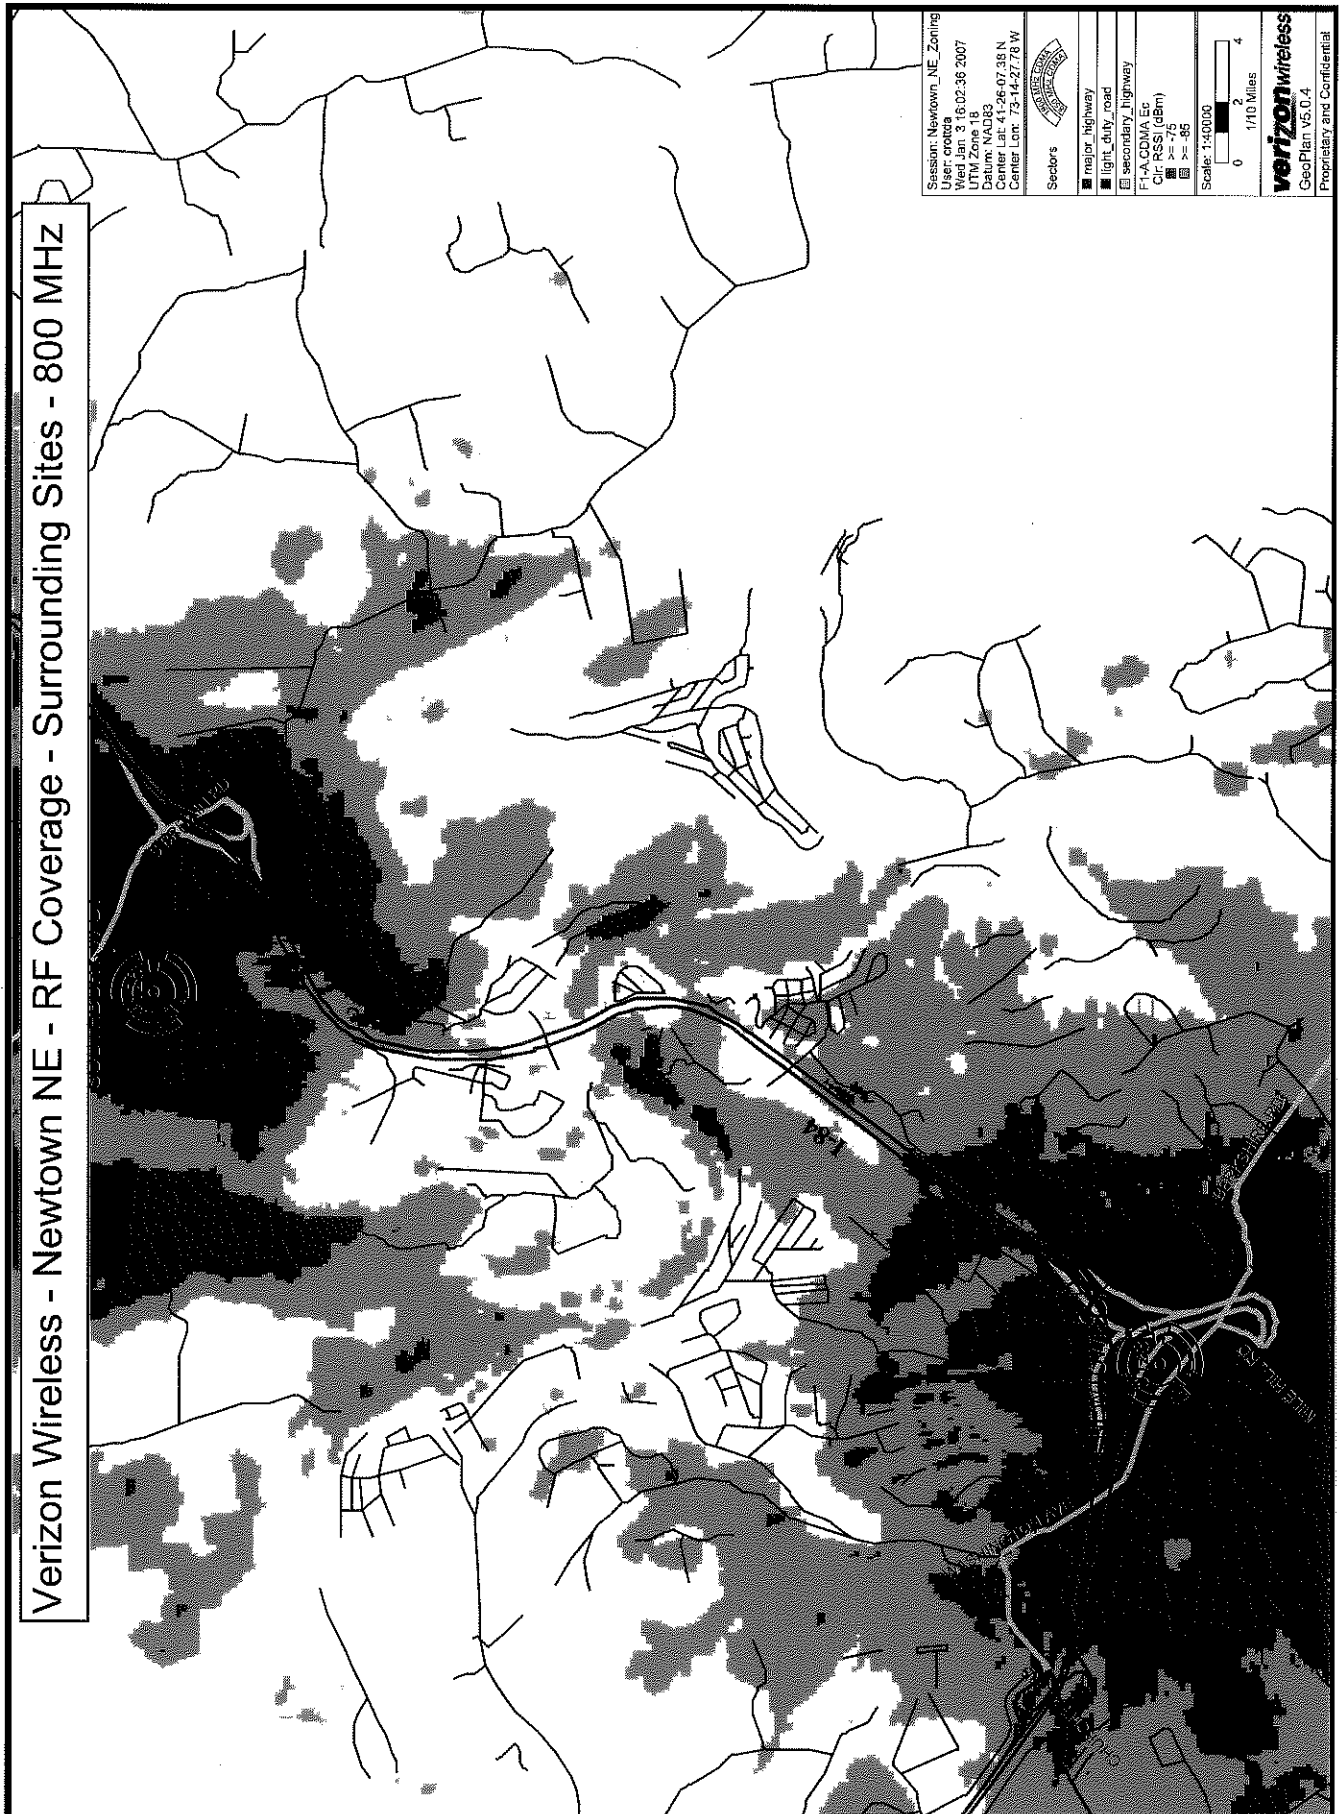 Verizon Wireless - Newtown NE - RF Coverage - Surrounding Sites - 800 MHz
Session: Newtown_NE_Zoning
User: crottda
Wed Jan 3 16:02:36 2007
UTM Zone 18
Datum: NAD83
Center Lat: 41-26-07.38 N
Center Lon: 73-14-27.78 W
Sectors
major_highway
light_duty_road
secondary_highway
F1-A.CDMA Ec
Clr: RSSI (dBm)
>= -75
>= -85
Scale: 1:40000
0 2 4
1/10 Miles
verizonwireless
GeoPlan v5.0.4
Proprietary and Confidential
I-84